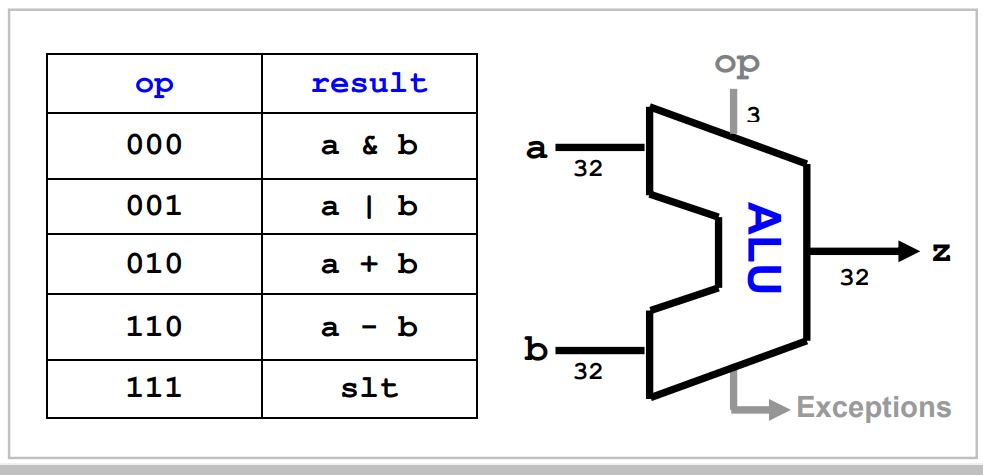 op result
000 a & b
001 a | b
010 a + b
110 a - b
111 slt
op
3
a
32
ALU
z
32
b
32
Exceptions